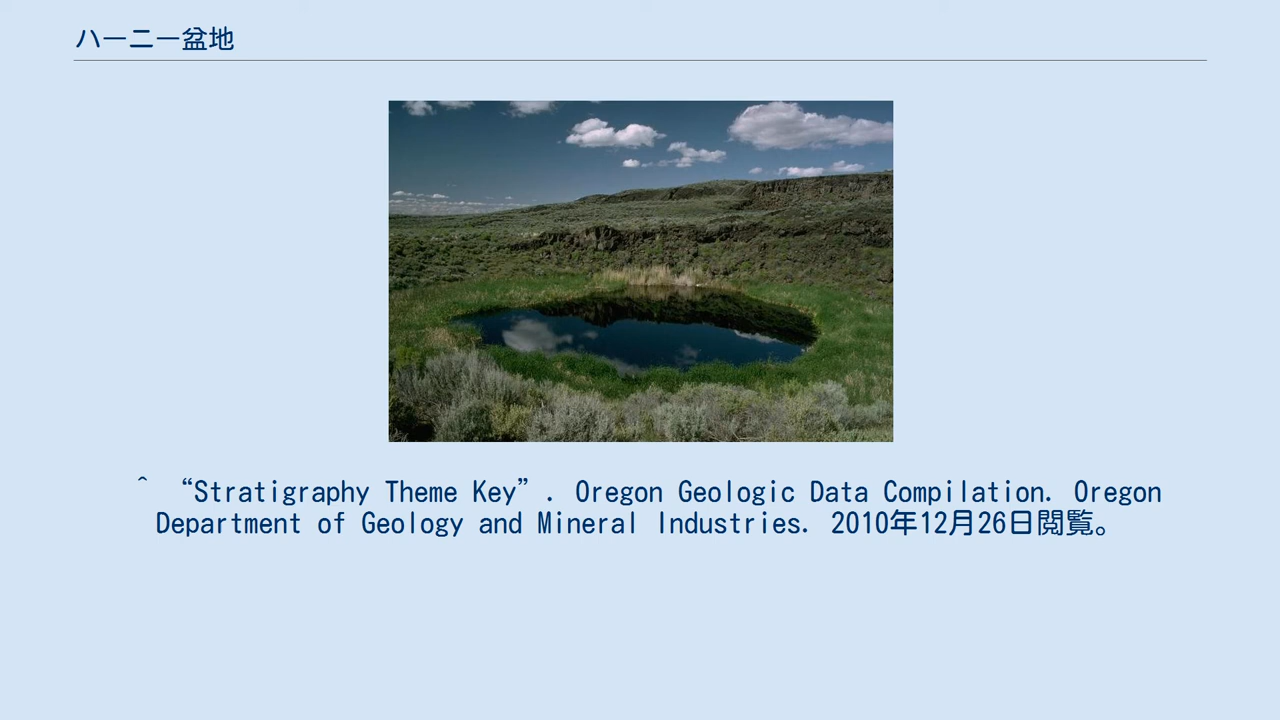 ハーニー盆地
^ “Stratigraphy Theme Key”. Oregon Geologic Data Compilation. Oregon
Department of Geology and Mineral Industries. 2010年12月26日閲覧。